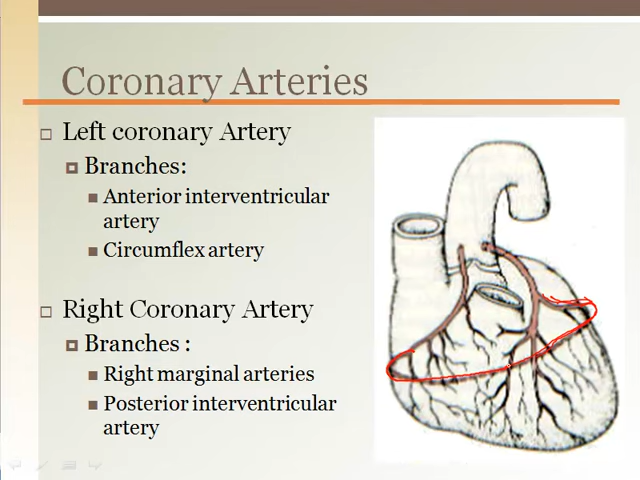 Coronary Arteries
Left coronary Artery
Branches:
Anterior interventricular
artery
Circumflex artery
Right Coronary Artery
Branches :
Right marginal arteries
Posterior interventricular
artery